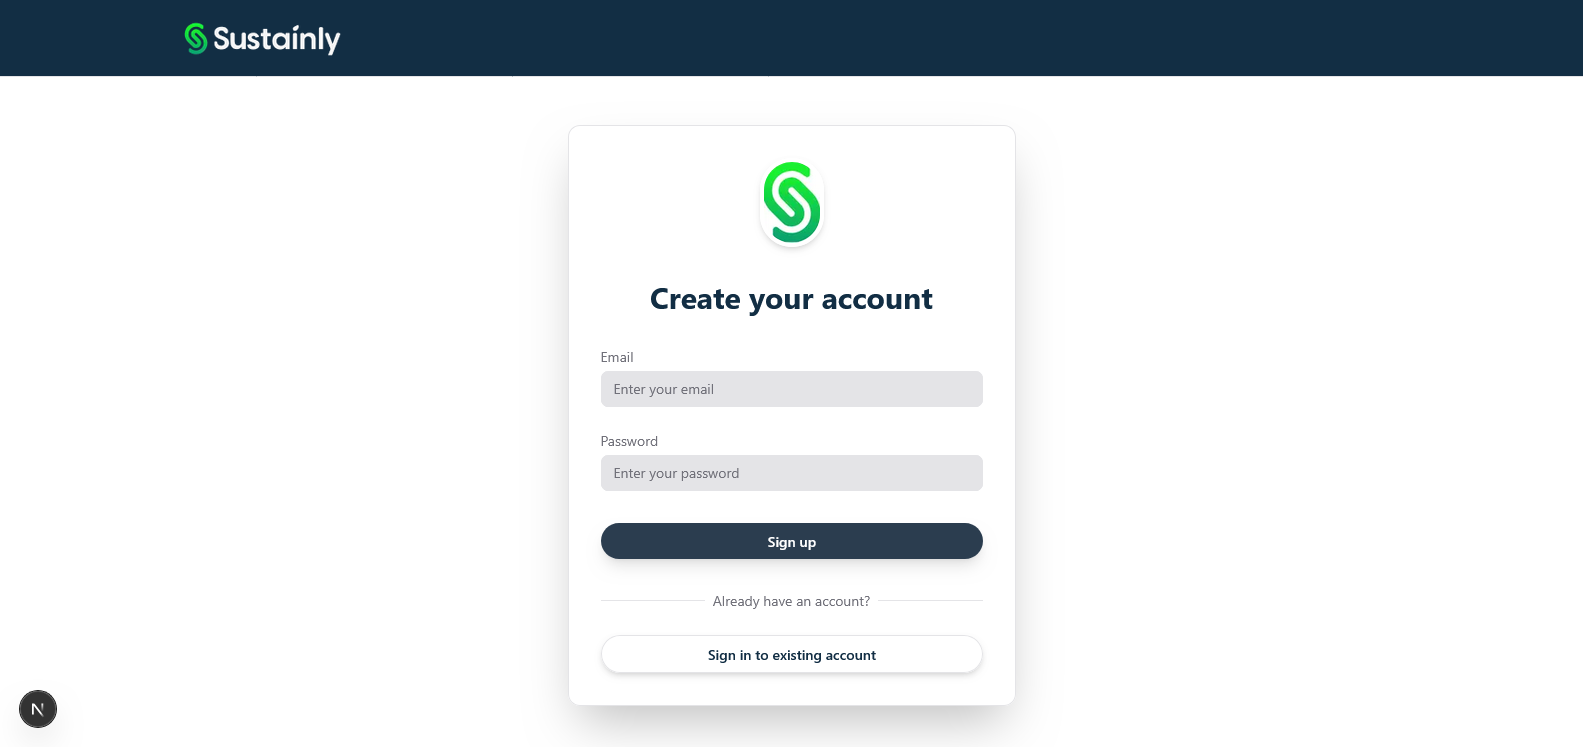 Sustainly
Create your account
Email
Enter your email
Password
Enter your password
Sign up
Already have an account?
Sign in to existing account
N